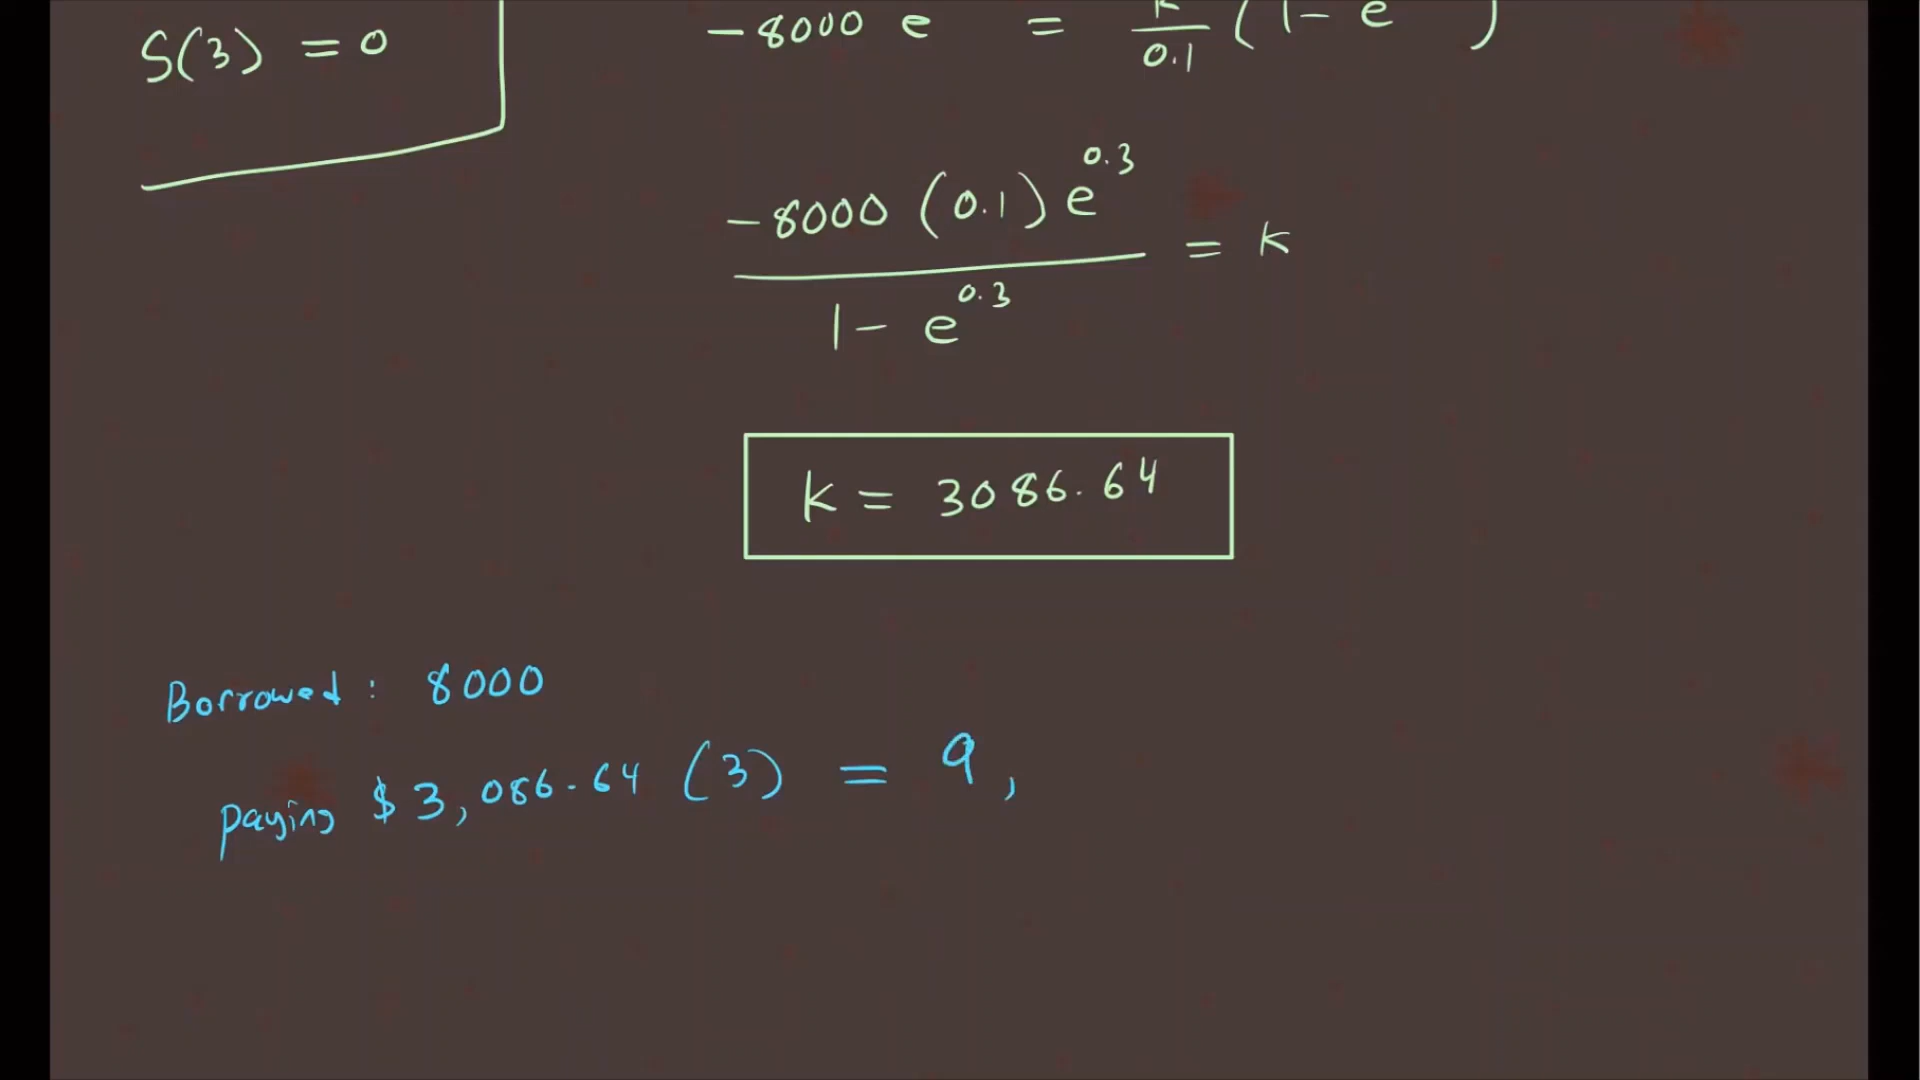 S(3) = 0
-8000 e = k/0.1 (1 - e )
-8000 (0.1) e^0.3 / 1 - e^0.3 = k
k = 3086.64
Borrowed : 8000
paying $3,086.64 (3) = 9,